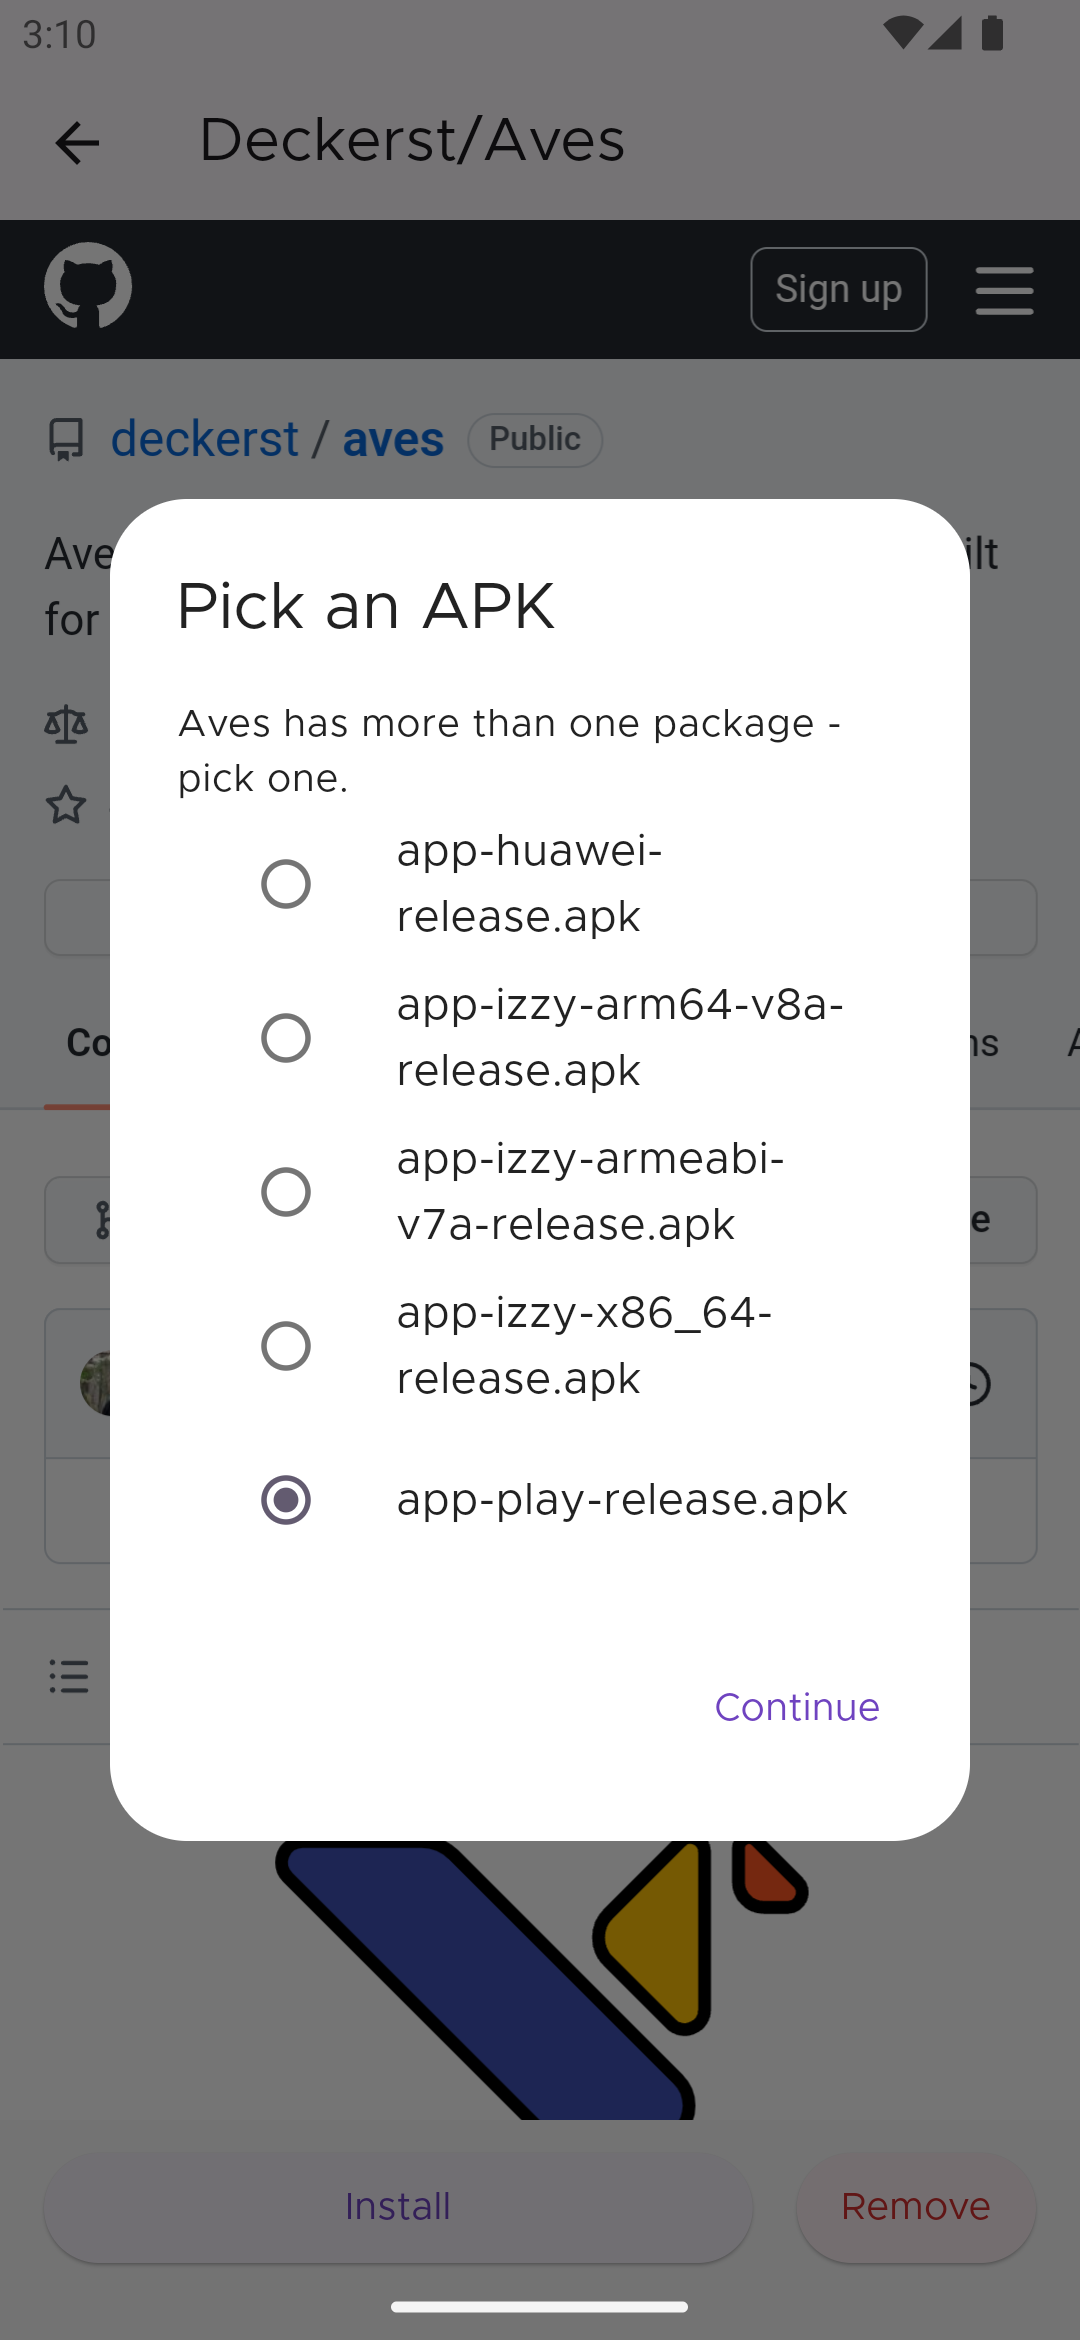 3:10
Deckerst/Aves
Sign up
deckerst / aves Public
Ave
ilt
for
Pick an APK
Aves has more than one package -
pick one.
app-huawei-
release.apk
app-izzy-arm64-v8a-
release.apk
Co
ns
A
app-izzy-armeabi-
v7a-release.apk
e
app-izzy-x86_64-
release.apk
app-play-release.apk
Continue
Install
Remove